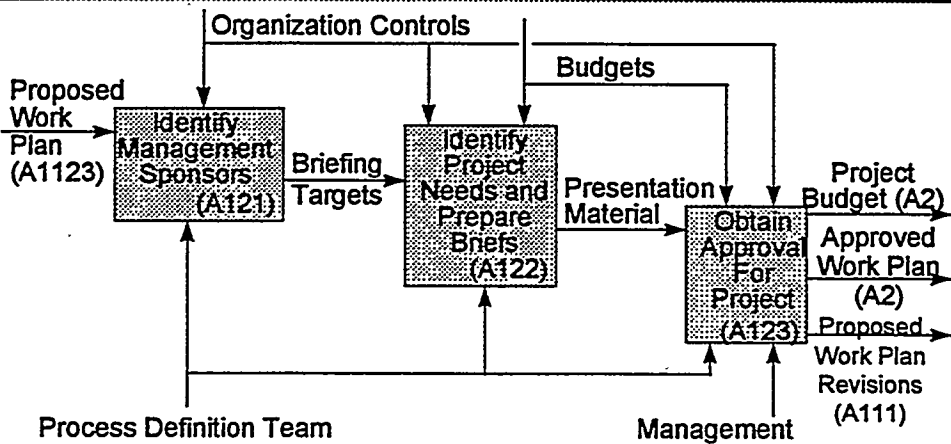 Organization Controls
Budgets
Proposed
Work
Plan
(A1123)
Identify
Management
Sponsors
(A121)
Briefing
Targets
Identify
Project
Needs and
Prepare
Briefs
(A122)
Presentation
Material
Obtain
Approval
For
Project
(A123)
Project
Budget (A2)
Approved
Work Plan
(A2)
Proposed
Work Plan
Revisions
(A111)
Process Definition Team
Management